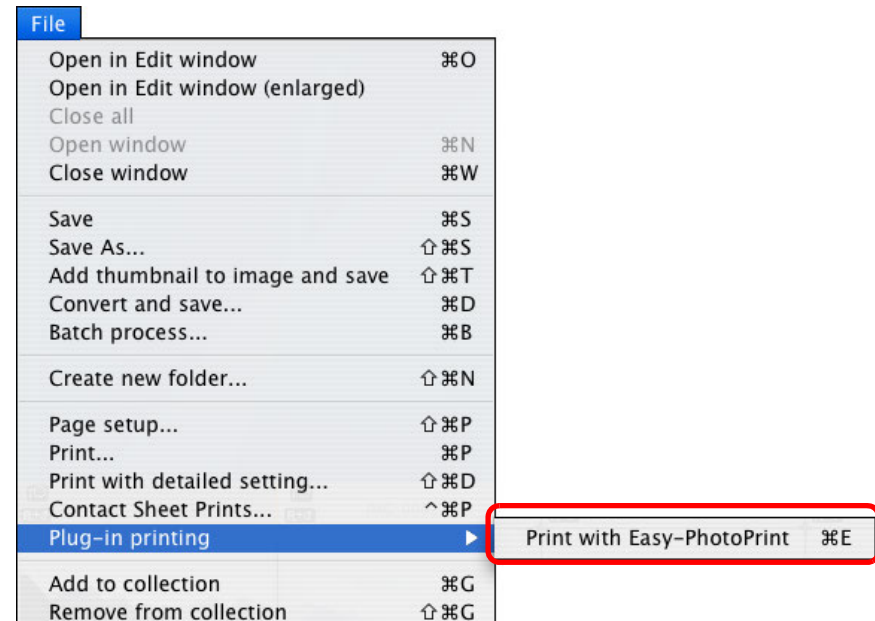 File
Open in Edit window ⌘O
Open in Edit window (enlarged)
Close all
Open window ⌘N
Close window ⌘W
Save ⌘S
Save As... ⇧⌘S
Add thumbnail to image and save ⇧⌘T
Convert and save... ⌘D
Batch process... ⌘B
Create new folder... ⇧⌘N
Page setup... ⇧⌘P
Print... ⌘P
Print with detailed setting... ⇧⌘D
Contact Sheet Prints... ^⌘P
Plug-in printing
Print with Easy-PhotoPrint ⌘E
Add to collection ⌘G
Remove from collection ⇧⌘G